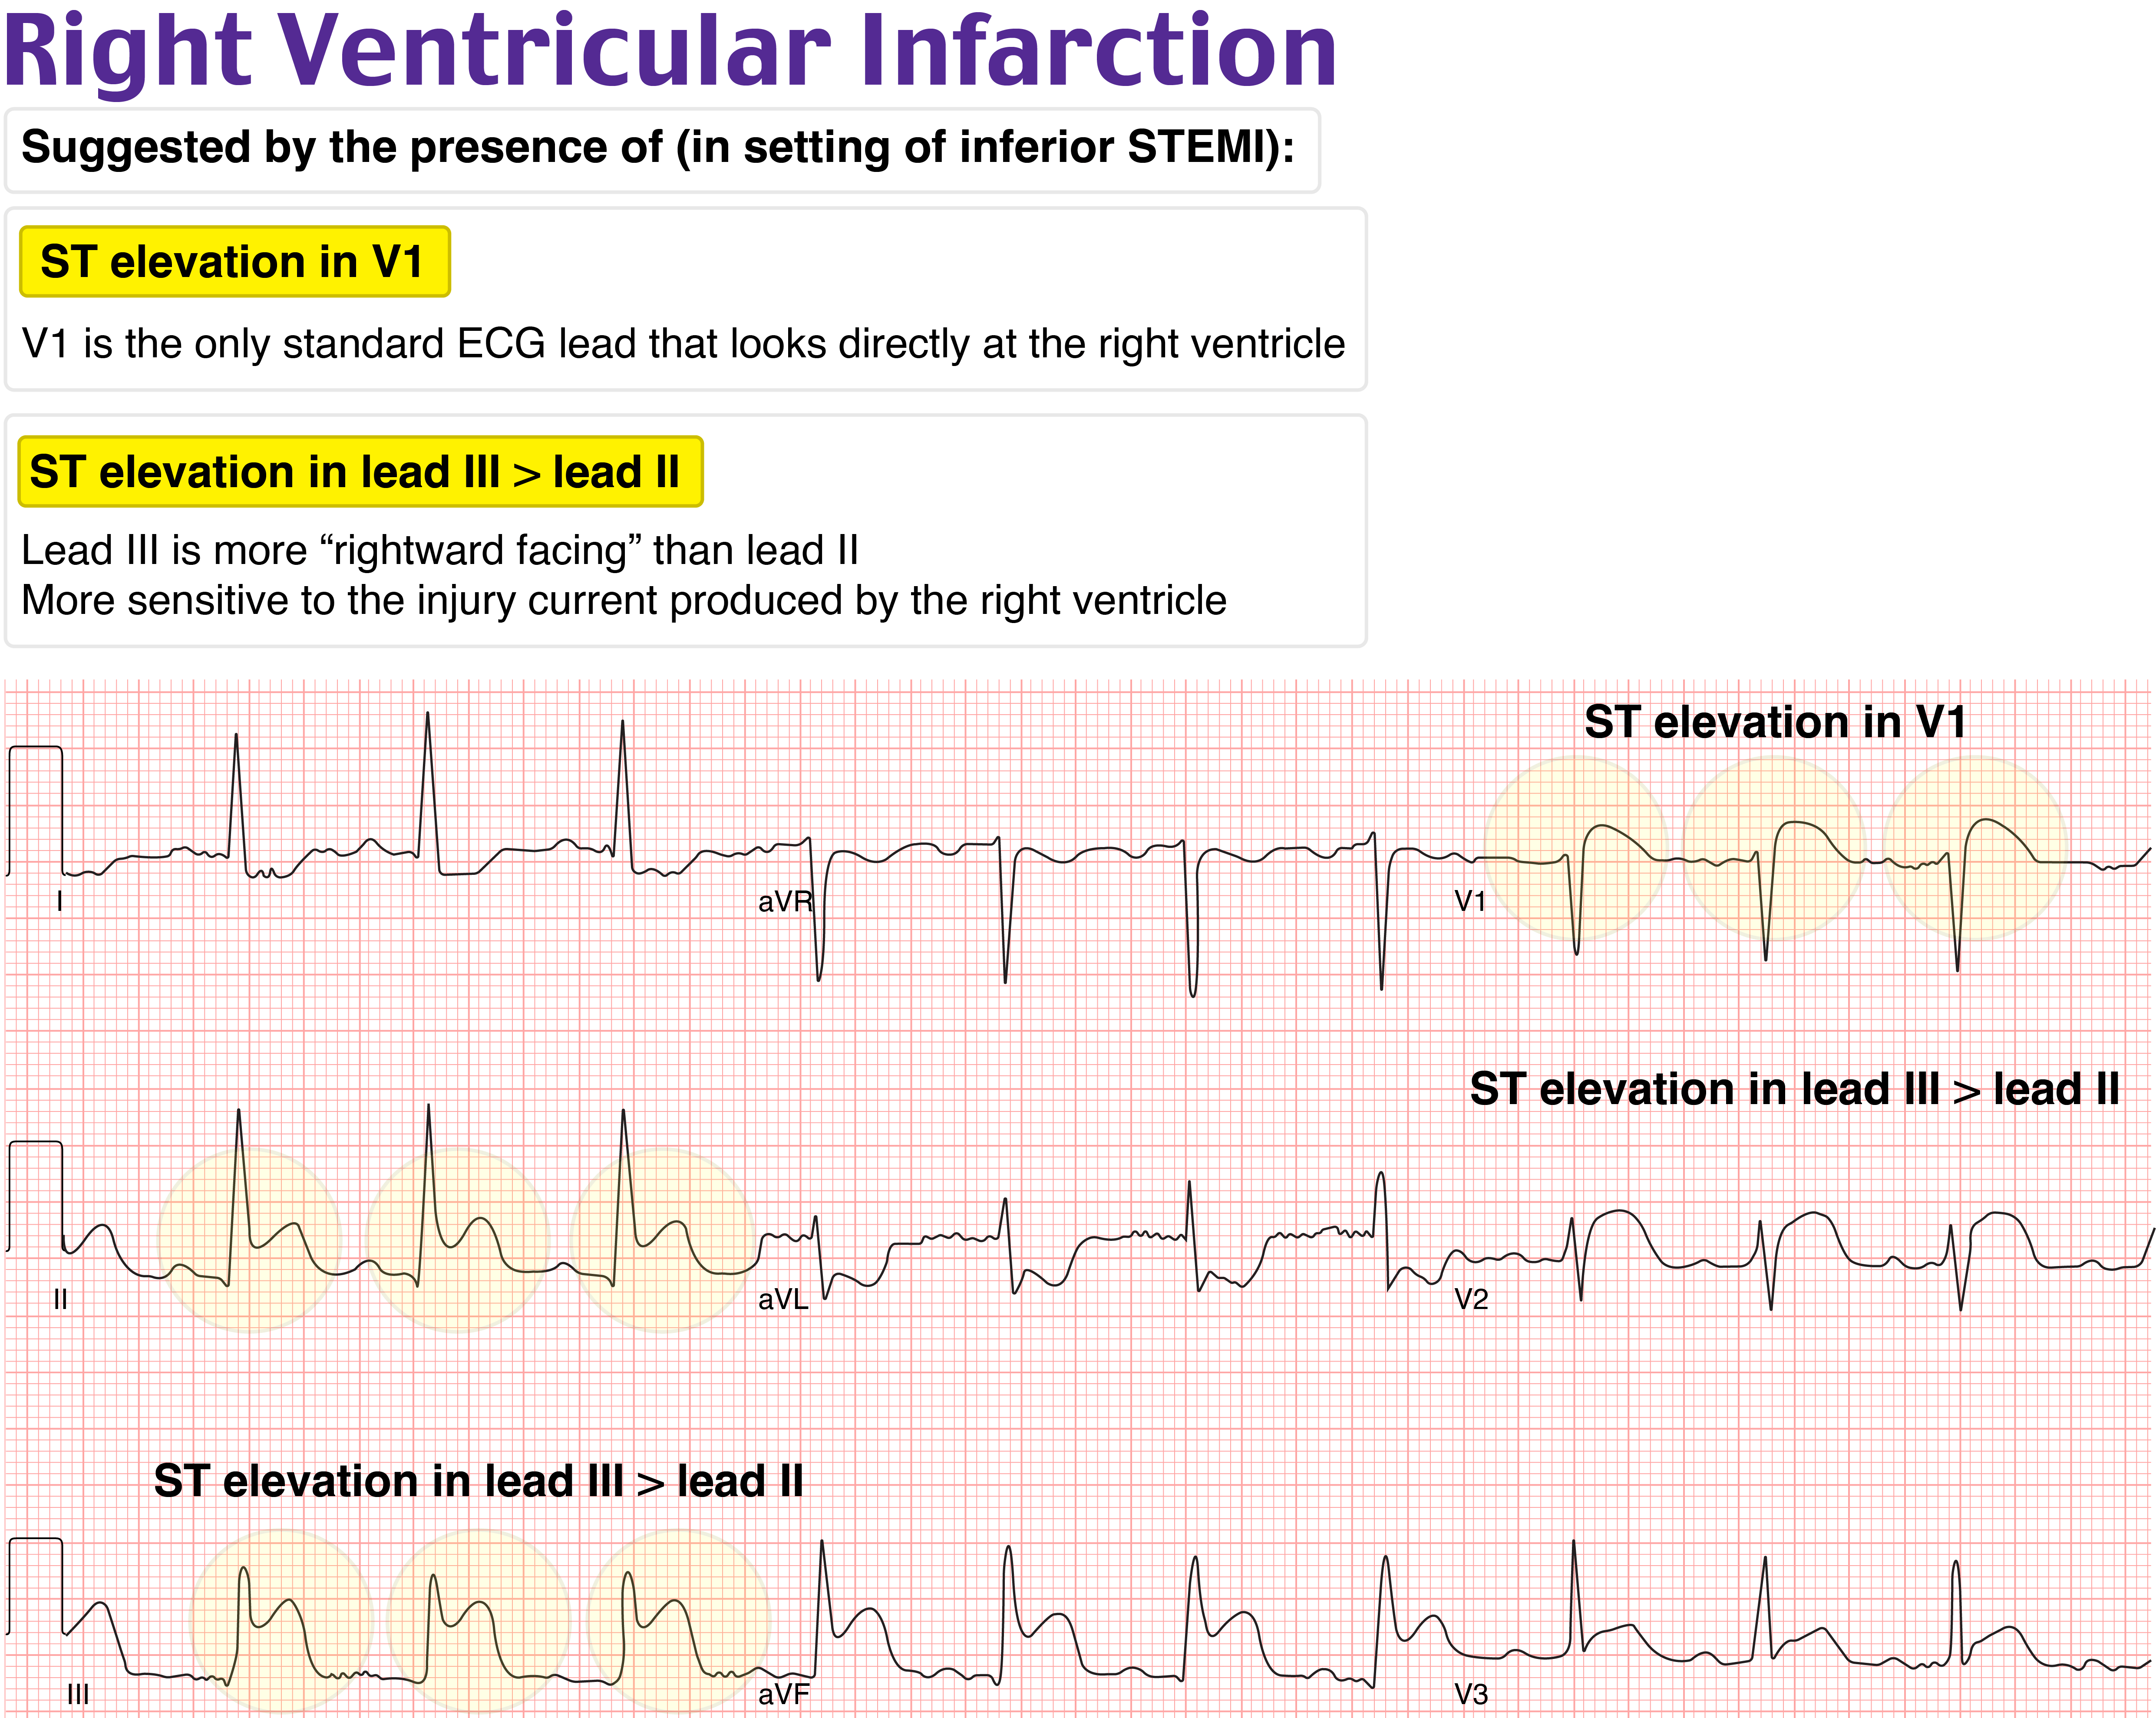 Right Ventricular Infarction
Suggested by the presence of (in setting of inferior STEMI):
ST elevation in V1
V1 is the only standard ECG lead that looks directly at the right ventricle
ST elevation in lead III > lead II
Lead III is more “rightward facing” than lead II
More sensitive to the injury current produced by the right ventricle
ST elevation in V1
I
aVR
V1
ST elevation in lead III > lead II
II
aVL
V2
ST elevation in lead III > lead II
III
aVF
V3